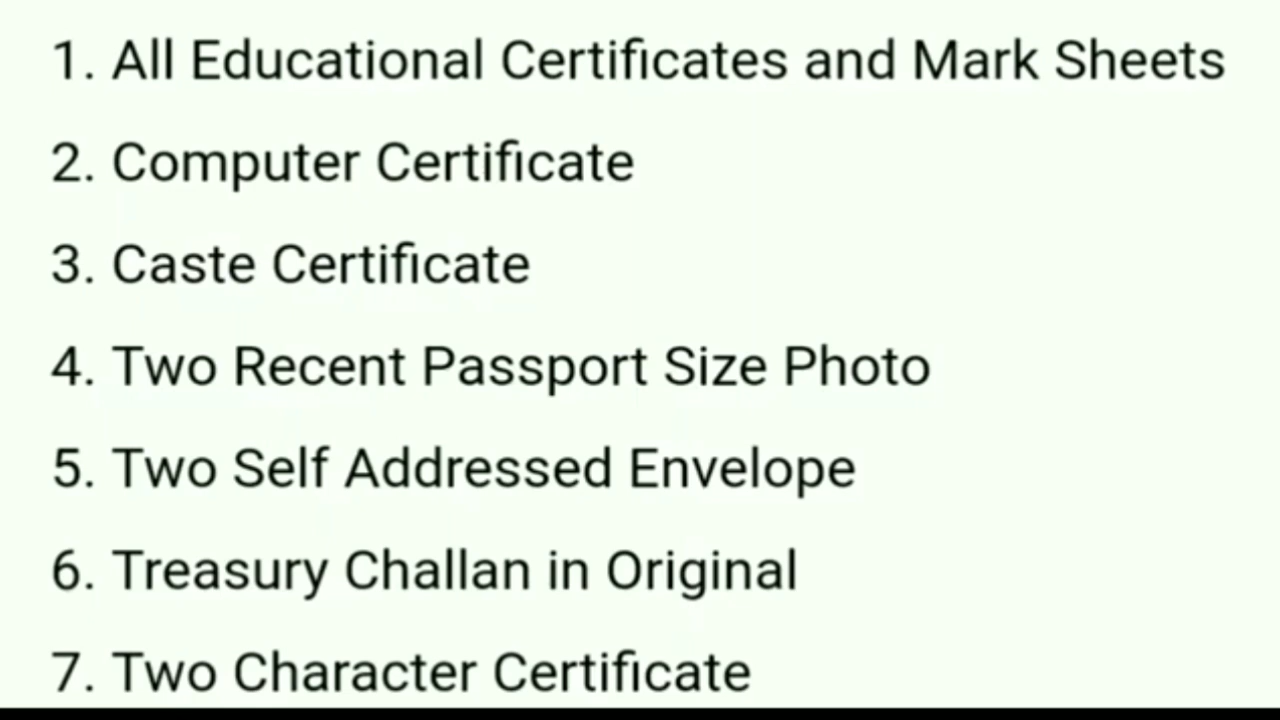 1. All Educational Certificates and Mark Sheets
2. Computer Certificate
3. Caste Certificate
4. Two Recent Passport Size Photo
5. Two Self Addressed Envelope
6. Treasury Challan in Original
7. Two Character Certificate